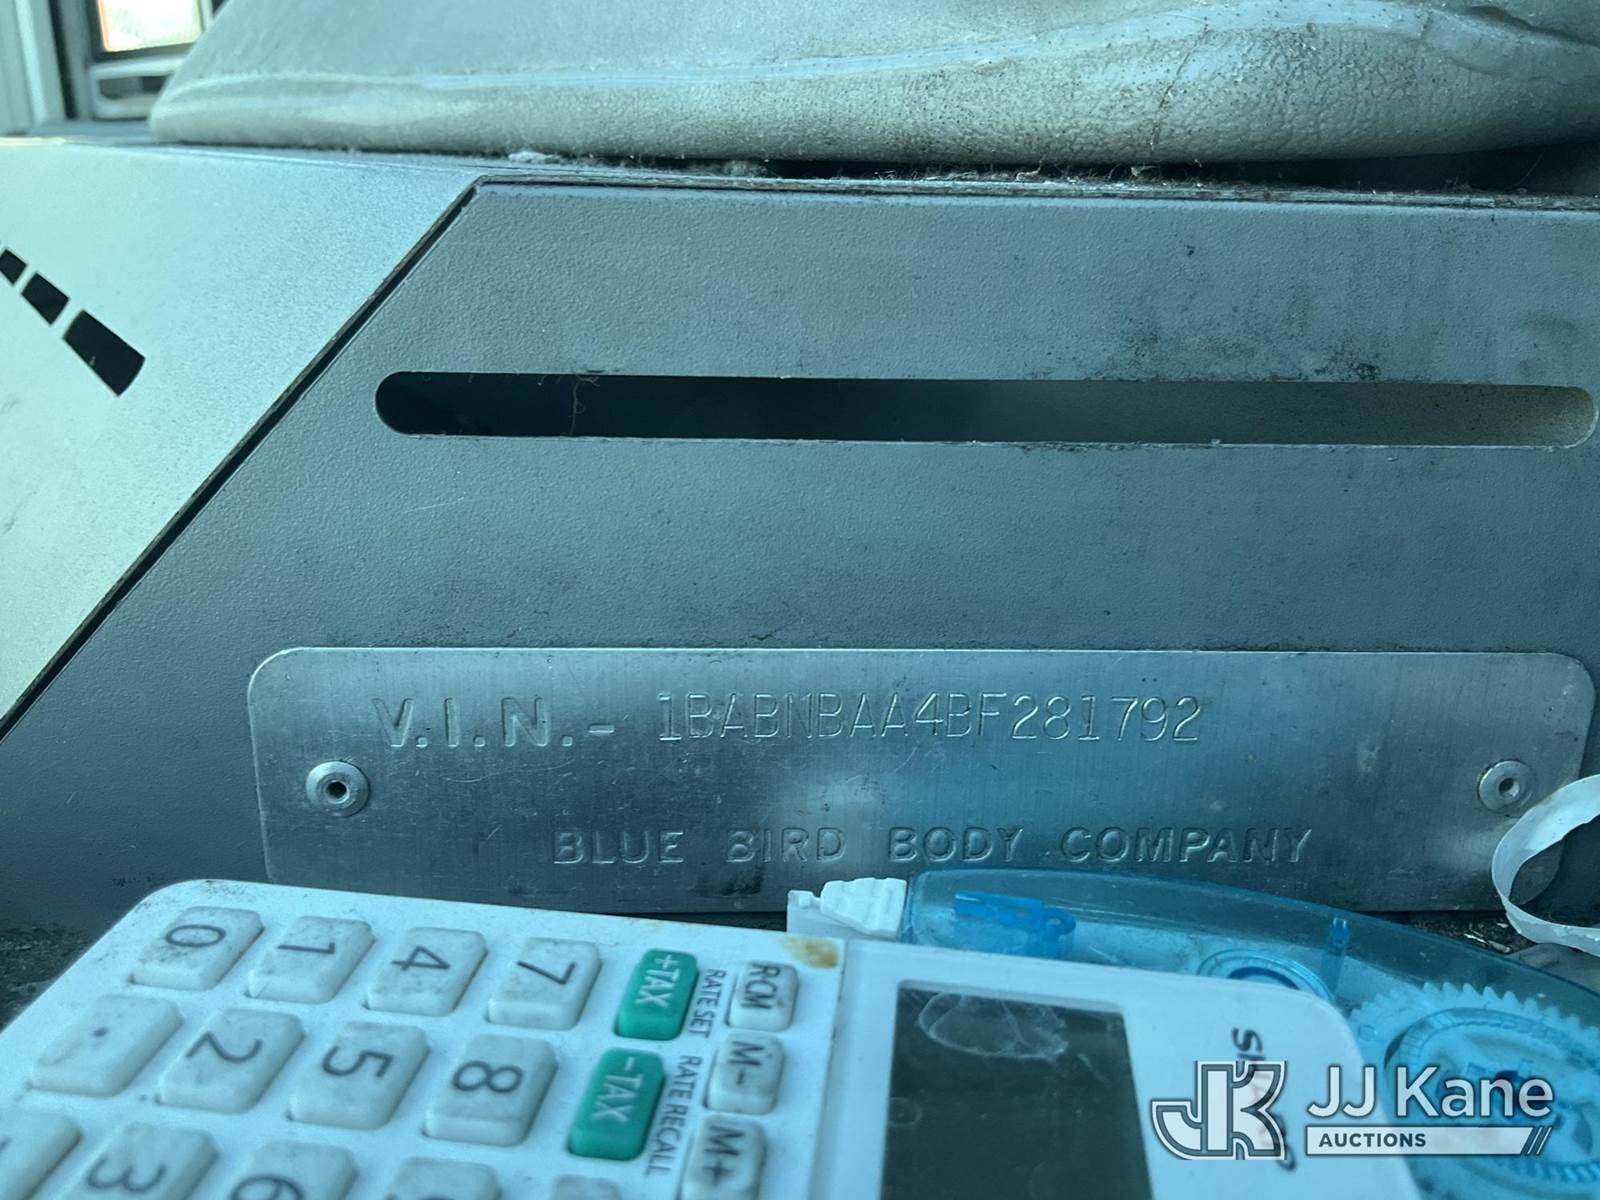 V.I.N.- 1BABNBAA4BF281792
BLUE BIRD BODY COMPANY
0
1
4
7
+TAX
RATE SET
RCM
.
2
5
8
-TAX
RATE RECALL
M-
3
6
M+
JK JJ Kane
AUCTIONS